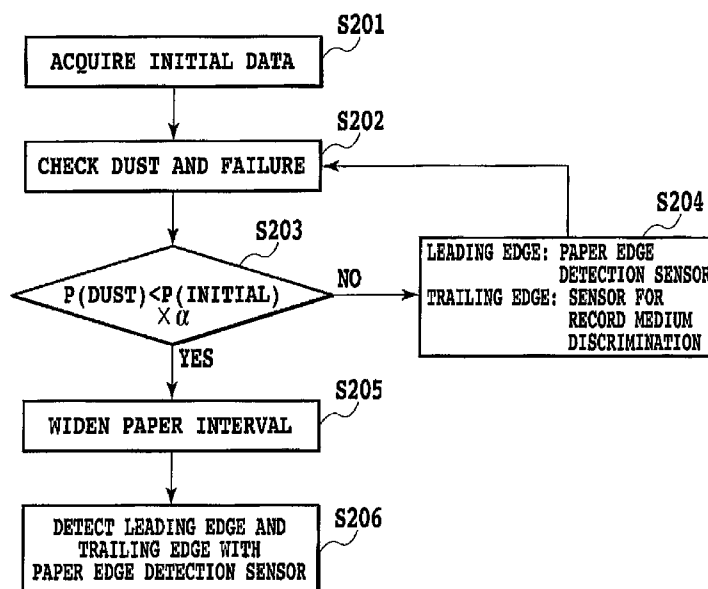 S201
ACQUIRE INITIAL DATA
S202
CHECK DUST AND FAILURE
S203
P(DUST)<P(INITIAL)
×α
NO
YES
S204
LEADING EDGE: PAPER EDGE
DETECTION SENSOR
TRAILING EDGE: SENSOR FOR
RECORD MEDIUM
DISCRIMINATION
S205
WIDEN PAPER INTERVAL
S206
DETECT LEADING EDGE AND
TRAILING EDGE WITH
PAPER EDGE DETECTION SENSOR